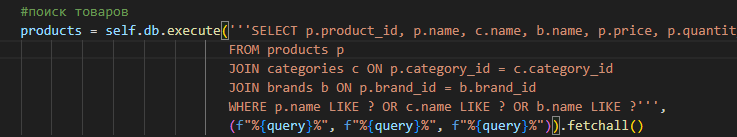 #поиск товаров
products = self.db.execute('''SELECT p.product_id, p.name, c.name, b.name, p.price, p.quantit
FROM products p
JOIN categories c ON p.category_id = c.category_id
JOIN brands b ON p.brand_id = b.brand_id
WHERE p.name LIKE ? OR c.name LIKE ? OR b.name LIKE ?''',
(f"%{query}%", f"%{query}%", f"%{query}%")).fetchall()